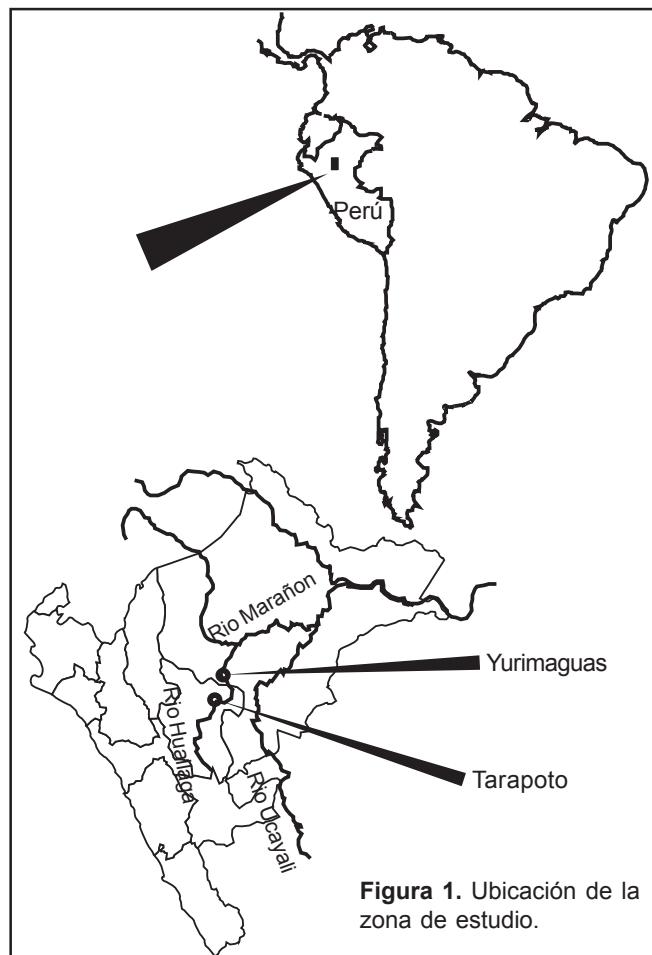 Perú
Rio Marañon
Yurimaguas
Rio Huallaga
Tarapoto
Rio Ucayali
Figura 1. Ubicación de la
zona de estudio.